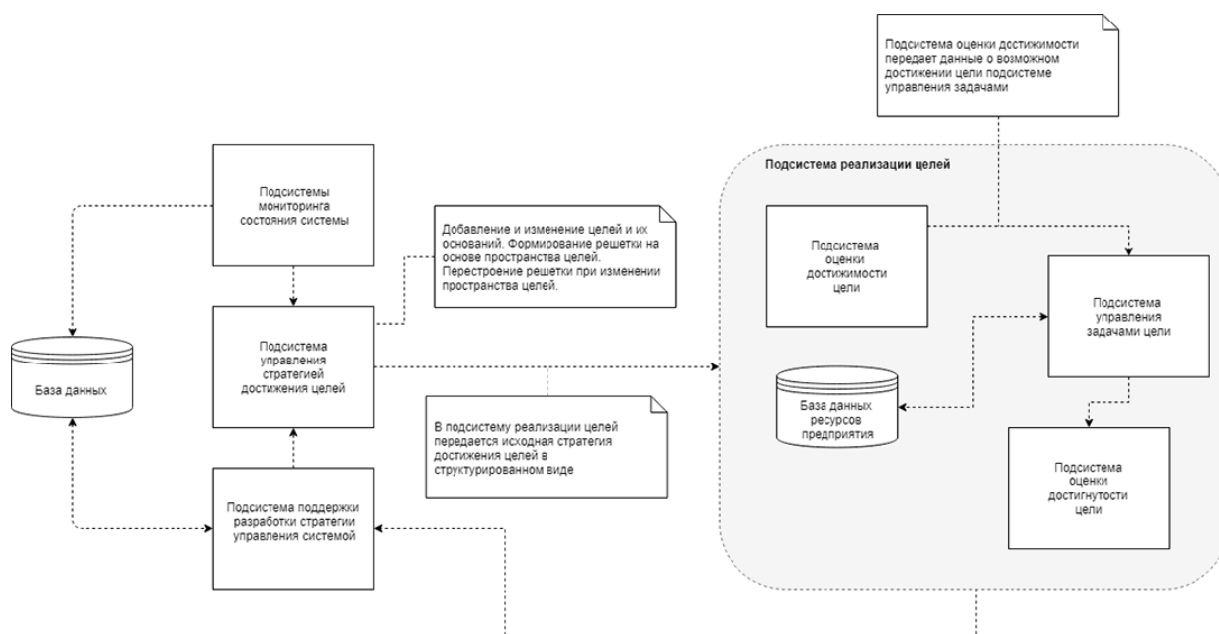 Подсистема оценки достижимости
передает данные о возможном
достижении цели подсистеме
управления задачами
Подсистема реализации целей
Подсистемы
мониторинга
состояния системы
Добавление и изменение целей и их
оснований. Формирование решетки на
основе пространства целей.
Перестроение решетки при изменении
пространства целей.
Подсистема
оценки
достижимости
цели
Подсистема
управления
задачами цели
Подсистема
управления
стратегией
достижения целей
База данных
База данных
ресурсов
предприятия
В подсистему реализации целей
передается исходная стратегия
достижения целей в
структурированном виде
Подсистема
оценки
достигнутости
цели
Подсистема поддержки
разработки стратегии
управления системой